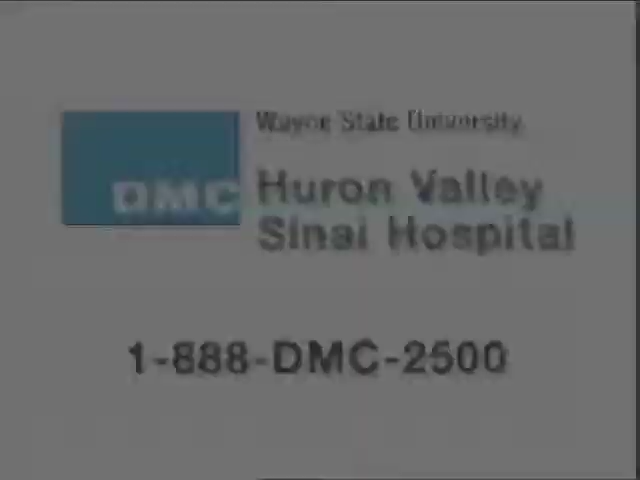 Wayne State University
DMC
Huron Valley
Sinai Hospital
1-888-DMC-2500